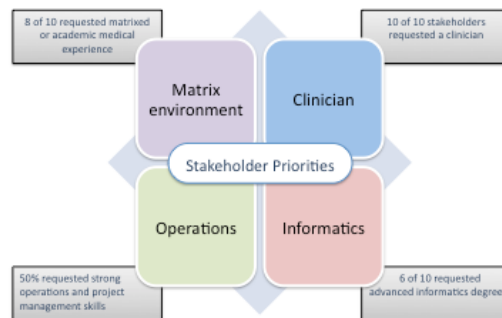 8 of 10 requested matrixed
or academic medical
experience
10 of 10 stakeholders
requested a clinician
Matrix
environment
Clinician
Stakeholder Priorities
Operations
Informatics
50% requested strong
operations and project
management skills
6 of 10 requested
advanced informatics degree